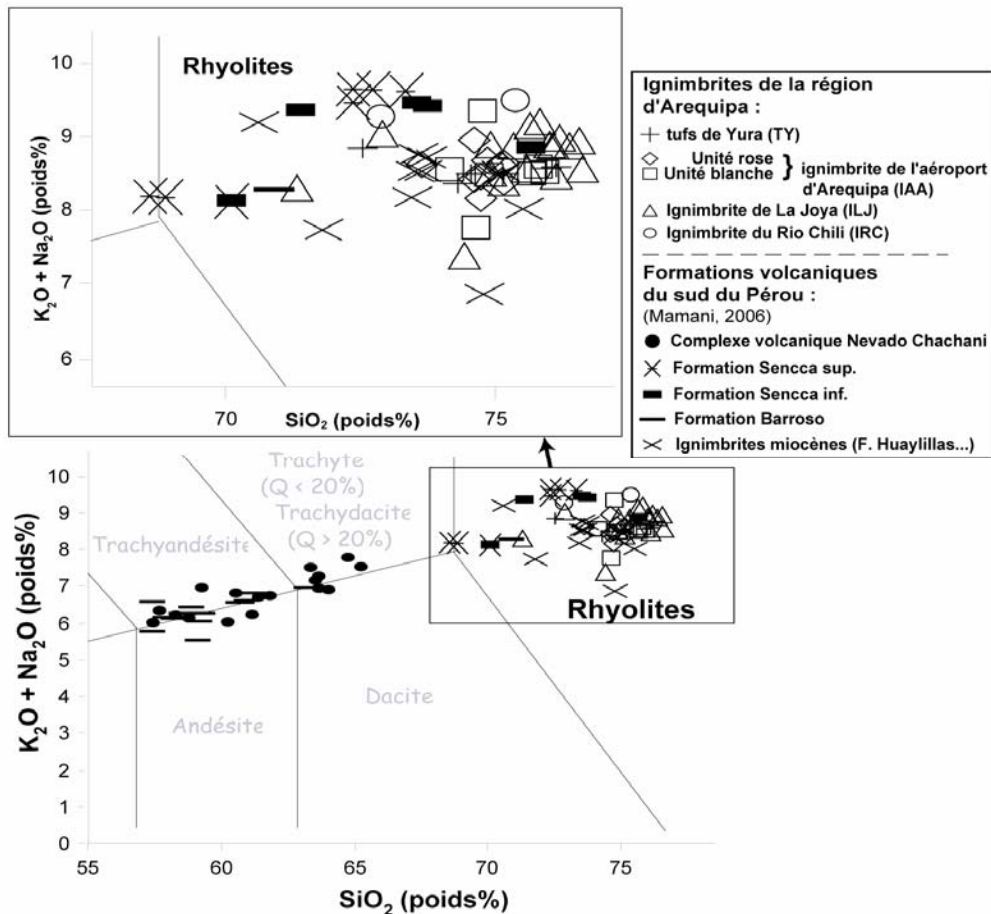 Rhyolites
10
9
8
7
6
K₂O + Na₂O (poids%)
70
75
SiO₂ (poids%)
Ignimbrites de la région
d'Arequipa :
tufs de Yura (TY)
Unité rose
Unité blanche
} ignimbrite de l'aéroport
d'Arequipa (IAA)
Ignimbrite de La Joya (ILJ)
Ignimbrite du Rio Chili (IRC)
Formations volcaniques
du sud du Pérou :
(Mamani, 2006)
Complexe volcanique Nevado Chachani
Formation Sencca sup.
Formation Sencca inf.
Formation Barroso
Ignimbrites miocènes (F. Huaylillas...)
Trachyte
(Q < 20%)
Trachydacite
(Q > 20%)
Trachyandésite
Andésite
Dacite
Rhyolites
10
9
8
7
6
5
4
3
2
1
0
K₂O + Na₂O (poids%)
55
60
65
70
75
SiO₂ (poids%)